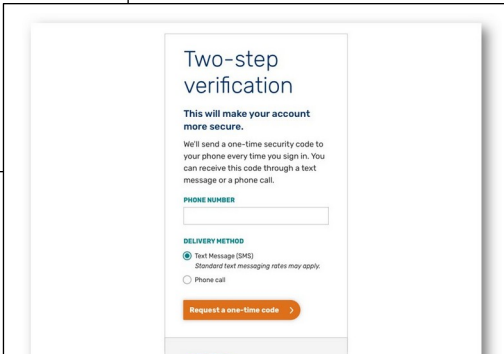 Two-step
verification
This will make your account
more secure.
We'll send a one-time security code to
your phone every time you sign in. You
can receive this code through a text
message or a phone call.
PHONE NUMBER
DELIVERY METHOD
Text Message (SMS)
Standard text messaging rates may apply.
Phone call
Request a one-time code